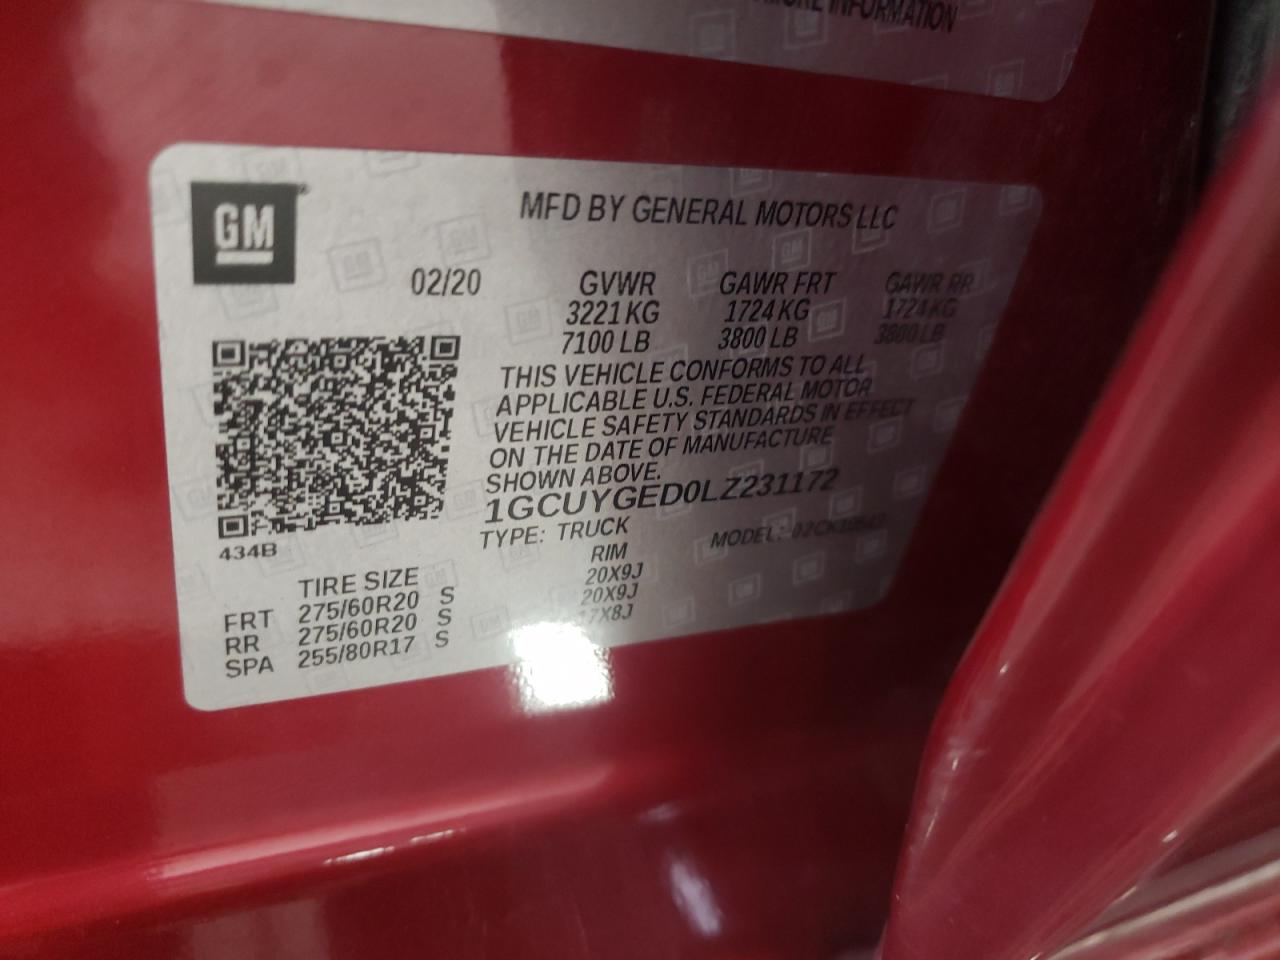 MORE INFORMATION
GM
MFD BY GENERAL MOTORS LLC
02/20 GVWR GAWR FRT GAWR RR
3221 KG 1724 KG 1724 KG
7100 LB 3800 LB 3800 LB
THIS VEHICLE CONFORMS TO ALL
APPLICABLE U.S. FEDERAL MOTOR
VEHICLE SAFETY STANDARDS IN EFFECT
ON THE DATE OF MANUFACTURE
SHOWN ABOVE.
1GCUYGED0LZ231172
TYPE: TRUCK MODEL:
434B
TIRE SIZE RIM
FRT 275/60R20 S 20X9J
RR 275/60R20 S 20X9J
SPA 255/80R17 S 17X8J